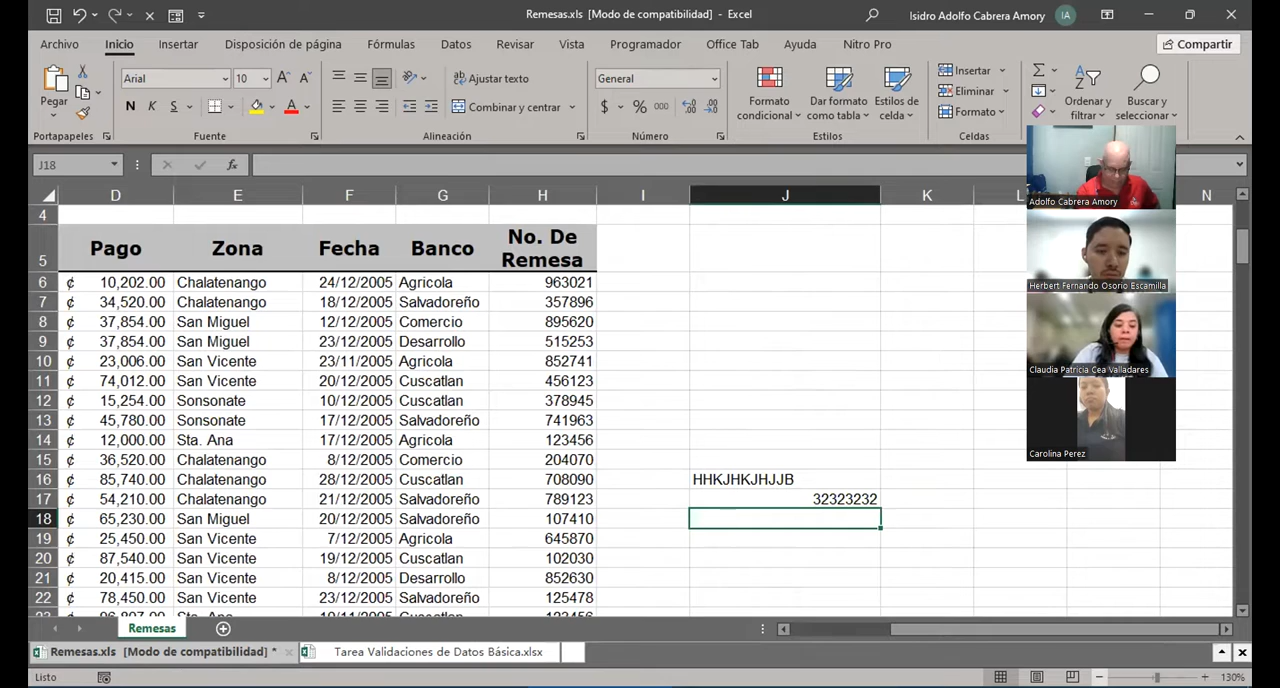 Remesas.xls [Modo de compatibilidad] - Excel
Isidro Adolfo Cabrera Amory IA
Archivo Inicio Insertar Disposición de página Fórmulas Datos Revisar Vista Programador Office Tab Ayuda Nitro Pro Compartir
Pegar
Arial 10
N K S
Ajustar texto
Combinar y centrar
General
$ % 000
Formato condicional
Dar formato como tabla
Estilos de celda
Insertar
Eliminar
Formato
Ordenar y filtrar
Buscar y seleccionar
Portapapeles Fuente Alineación Número Estilos Celdas
J18 fx
D E F G H I J K L N
4
5 Pago Zona Fecha Banco No. De Remesa
6 ₡ 10,202.00 Chalatenango 24/12/2005 Agricola 963021
7 ₡ 34,520.00 Chalatenango 18/12/2005 Salvadoreño 357896
8 ₡ 37,854.00 San Miguel 12/12/2005 Comercio 895620
9 ₡ 37,854.00 San Miguel 23/12/2005 Desarrollo 515253
10 ₡ 23,006.00 San Vicente 23/11/2005 Agricola 852741
11 ₡ 74,012.00 San Vicente 20/12/2005 Cuscatlan 456123
12 ₡ 15,254.00 Sonsonate 10/12/2005 Cuscatlan 378945
13 ₡ 45,780.00 Sonsonate 17/12/2005 Salvadoreño 741963
14 ₡ 12,000.00 Sta. Ana 17/12/2005 Agricola 123456
15 ₡ 36,520.00 Chalatenango 8/12/2005 Comercio 204070
16 ₡ 85,740.00 Chalatenango 28/12/2005 Cuscatlan 708090 HHKJHKJHJJB
17 ₡ 54,210.00 Chalatenango 21/12/2005 Salvadoreño 789123 32323232
18 ₡ 65,230.00 San Miguel 20/12/2005 Salvadoreño 107410
19 ₡ 25,450.00 San Vicente 7/12/2005 Agricola 645870
20 ₡ 87,540.00 San Vicente 19/12/2005 Cuscatlan 102030
21 ₡ 20,415.00 San Vicente 8/12/2005 Desarrollo 852630
22 ₡ 78,450.00 San Vicente 23/12/2005 Salvadoreño 125478
Adolfo Cabrera Amory
Herbert Fernando Osorio Escamilla
Claudia Patricia Cea Valladares
Carolina Perez
Remesas
Remesas.xls [Modo de compatibilidad] *
Tarea Validaciones de Datos Básica.xlsx
Listo
130%